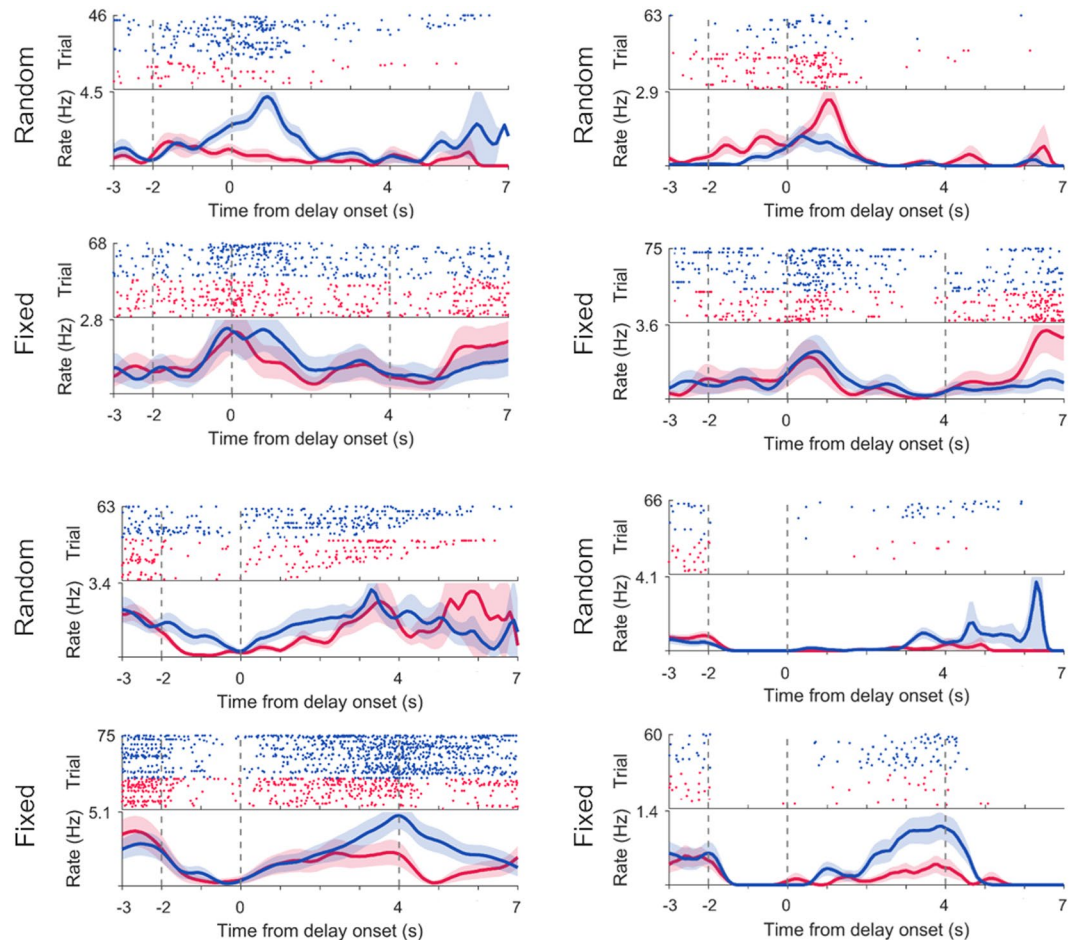 Random
Trial
46
Rate (Hz)
4.5
-3 -2 0 4 7
Time from delay onset (s)
Random
Trial
63
Rate (Hz)
2.9
-3 -2 0 4 7
Time from delay onset (s)
Fixed
Trial
68
Rate (Hz)
2.8
-3 -2 0 4 7
Time from delay onset (s)
Fixed
Trial
75
Rate (Hz)
3.6
-3 -2 0 4 7
Time from delay onset (s)
Random
Trial
63
Rate (Hz)
3.4
-3 -2 0 4 7
Time from delay onset (s)
Random
Trial
66
Rate (Hz)
4.1
-3 -2 0 4 7
Time from delay onset (s)
Fixed
Trial
75
Rate (Hz)
5.1
-3 -2 0 4 7
Time from delay onset (s)
Fixed
Trial
60
Rate (Hz)
1.4
-3 -2 0 4 7
Time from delay onset (s)